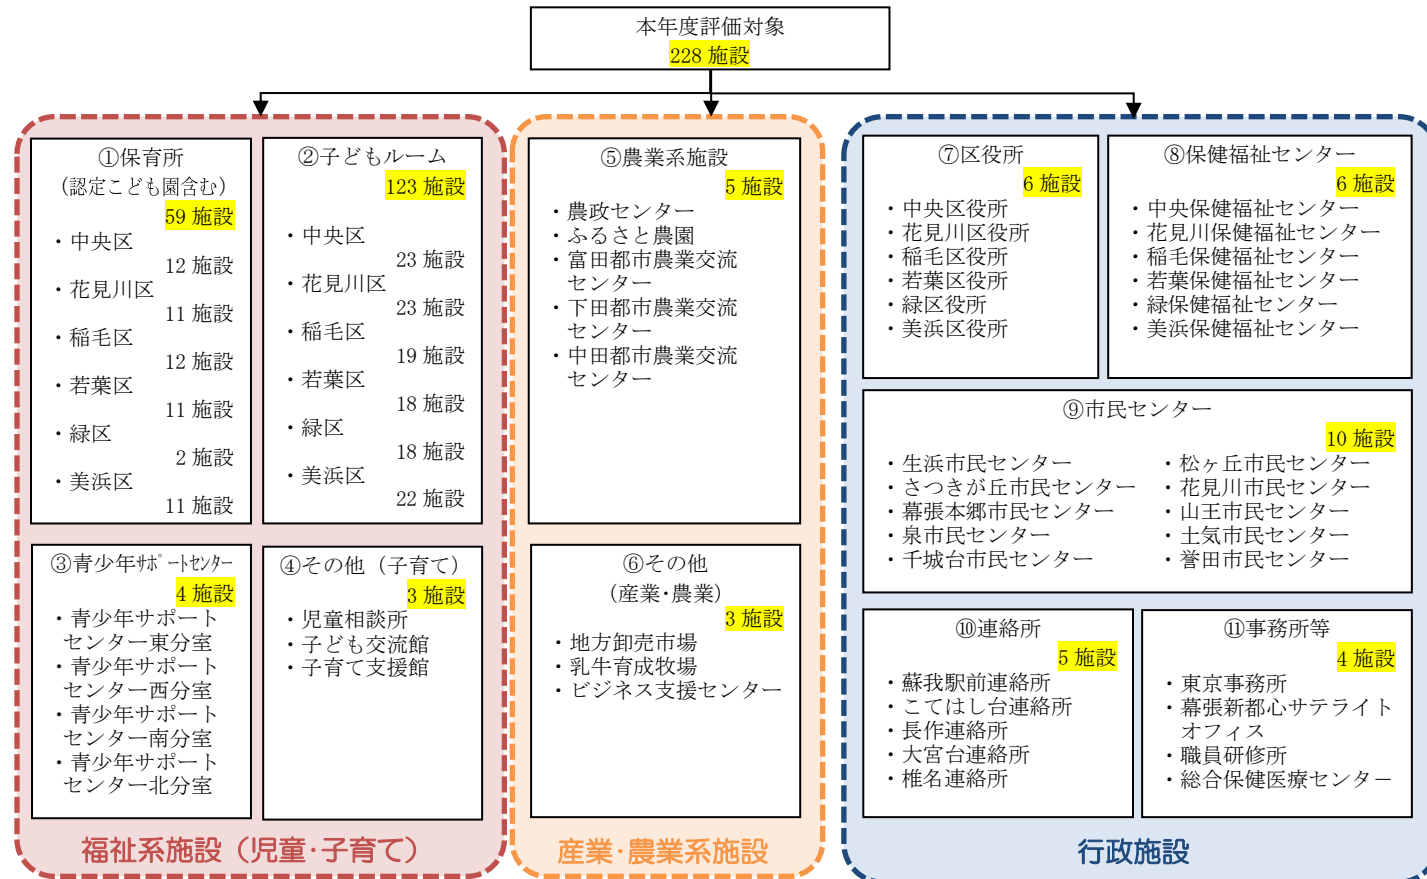 本年度評価対象
228 施設
①保育所
（認定こども園含む）
59 施設
・中央区
12 施設
・花見川区
11 施設
・稲毛区
12 施設
・若葉区
11 施設
・緑区
2 施設
・美浜区
11 施設
②子どもルーム
123 施設
・中央区
23 施設
・花見川区
23 施設
・稲毛区
19 施設
・若葉区
18 施設
・緑区
18 施設
・美浜区
22 施設
③青少年ｻﾎﾟｰﾄｾﾝﾀｰ
4 施設
・青少年サポート
センター東分室
・青少年サポート
センター西分室
・青少年サポート
センター南分室
・青少年サポート
センター北分室
④その他（子育て）
3 施設
・児童相談所
・子ども交流館
・子育て支援館
福祉系施設（児童・子育て）
⑤農業系施設
5 施設
・農政センター
・ふるさと農園
・富田都市農業交流
センター
・下田都市農業交流
センター
・中田都市農業交流
センター
⑥その他
（産業・農業）
3 施設
・地方卸売市場
・乳牛育成牧場
・ビジネス支援センター
産業・農業系施設
⑦区役所
6 施設
・中央区役所
・花見川区役所
・稲毛区役所
・若葉区役所
・緑区役所
・美浜区役所
⑧保健福祉センター
6 施設
・中央保健福祉センター
・花見川保健福祉センター
・稲毛保健福祉センター
・若葉保健福祉センター
・緑保健福祉センター
・美浜保健福祉センター
⑨市民センター
10 施設
・生浜市民センター
・さつきが丘市民センター
・幕張本郷市民センター
・泉市民センター
・千城台市民センター
・松ヶ丘市民センター
・花見川市民センター
・山王市民センター
・土気市民センター
・誉田市民センター
⑩連絡所
5 施設
・蘇我駅前連絡所
・こてはし台連絡所
・長作連絡所
・大宮台連絡所
・椎名連絡所
⑪事務所等
4 施設
・東京事務所
・幕張新都心サテライト
オフィス
・職員研修所
・総合保健医療センター
行政施設